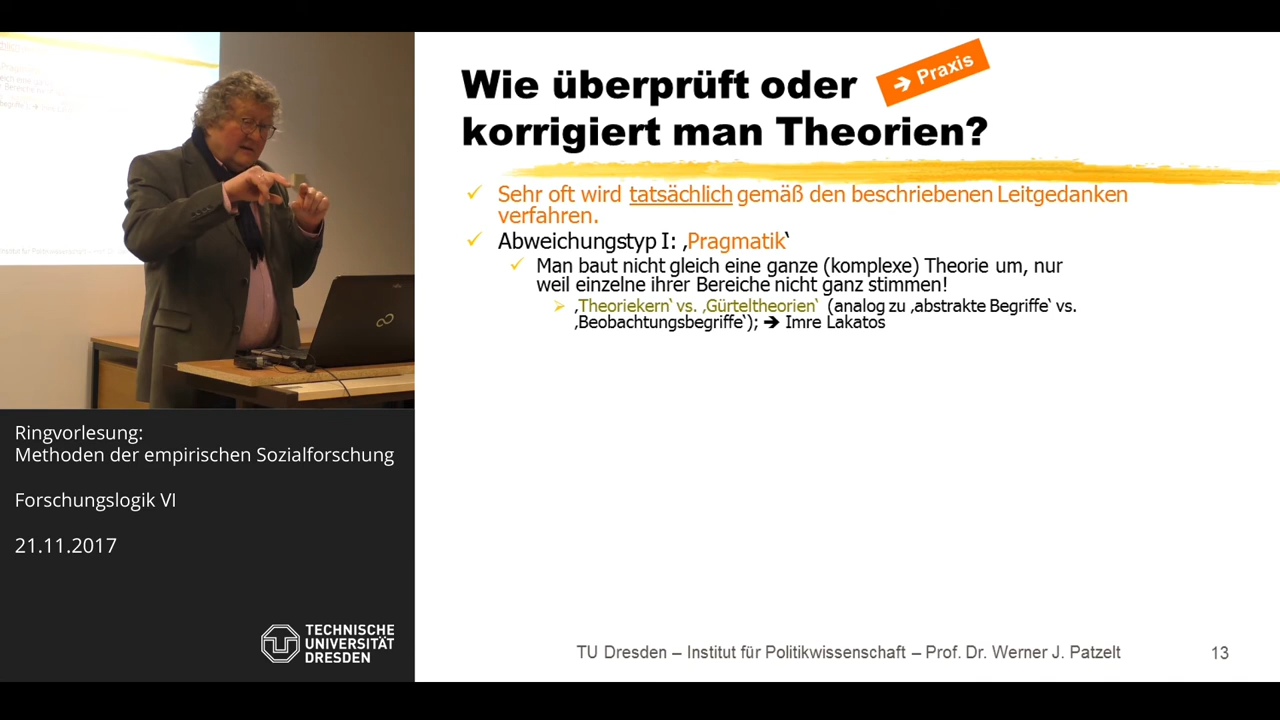 Wie überprüft oder
➔ Praxis
korrigiert man Theorien?
Sehr oft wird tatsächlich gemäß den beschriebenen Leitgedanken
verfahren.
Abweichungstyp I: ‚Pragmatik‘
Man baut nicht gleich eine ganze (komplexe) Theorie um, nur
weil einzelne ihrer Bereiche nicht ganz stimmen!
‚Theoriekern‘ vs. ‚Gürteltheorien‘ (analog zu ‚abstrakte Begriffe‘ vs.
‚Beobachtungsbegriffe‘); ➔ Imre Lakatos
Ringvorlesung:
Methoden der empirischen Sozialforschung
Forschungslogik VI
21.11.2017
TECHNISCHE
UNIVERSITÄT
DRESDEN
TU Dresden – Institut für Politikwissenschaft – Prof. Dr. Werner J. Patzelt
13